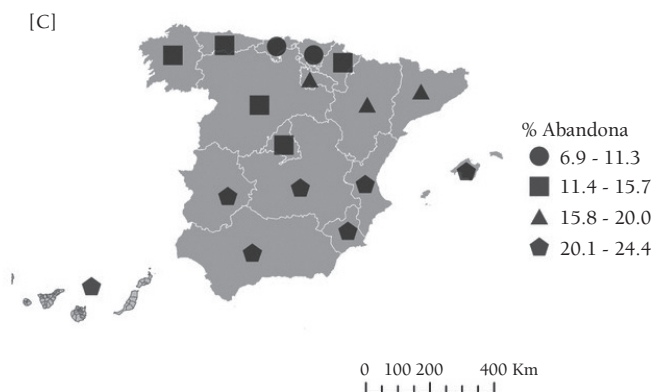 [C]
% Abandona
6.9 - 11.3
11.4 - 15.7
15.8 - 20.0
20.1 - 24.4
0 100 200 400 Km